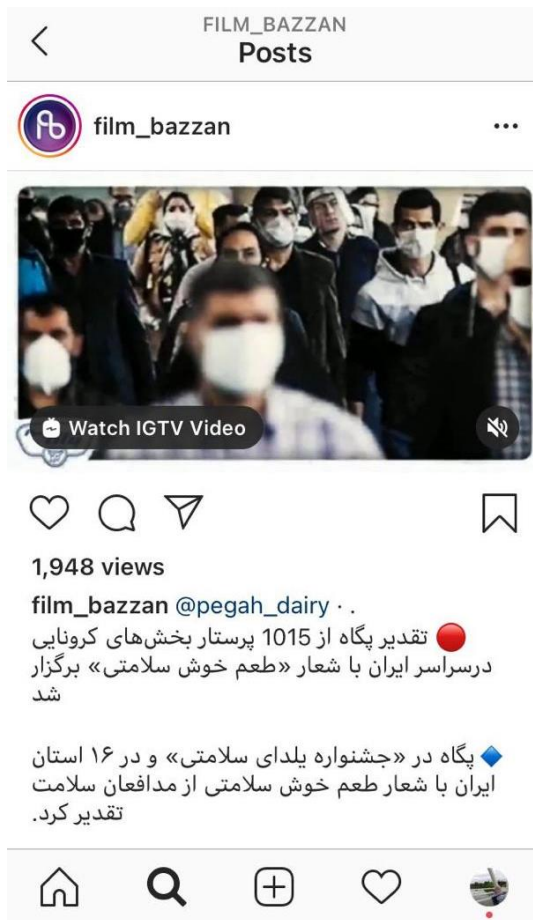 FILM_BAZZAN
Posts
film_bazzan
Watch IGTV Video
1,948 views
film_bazzan @pegah_dairy · .
🔴 تقدیر پگاه از 1015 پرستار بخش‌های کرونایی
درسراسر ایران با شعار «طعم خوش سلامتی» برگزار
شد
🔷 پگاه در «جشنواره یلدای سلامتی» و در ۱۶ استان
ایران با شعار طعم خوش سلامتی از مدافعان سلامت
تقدیر کرد.